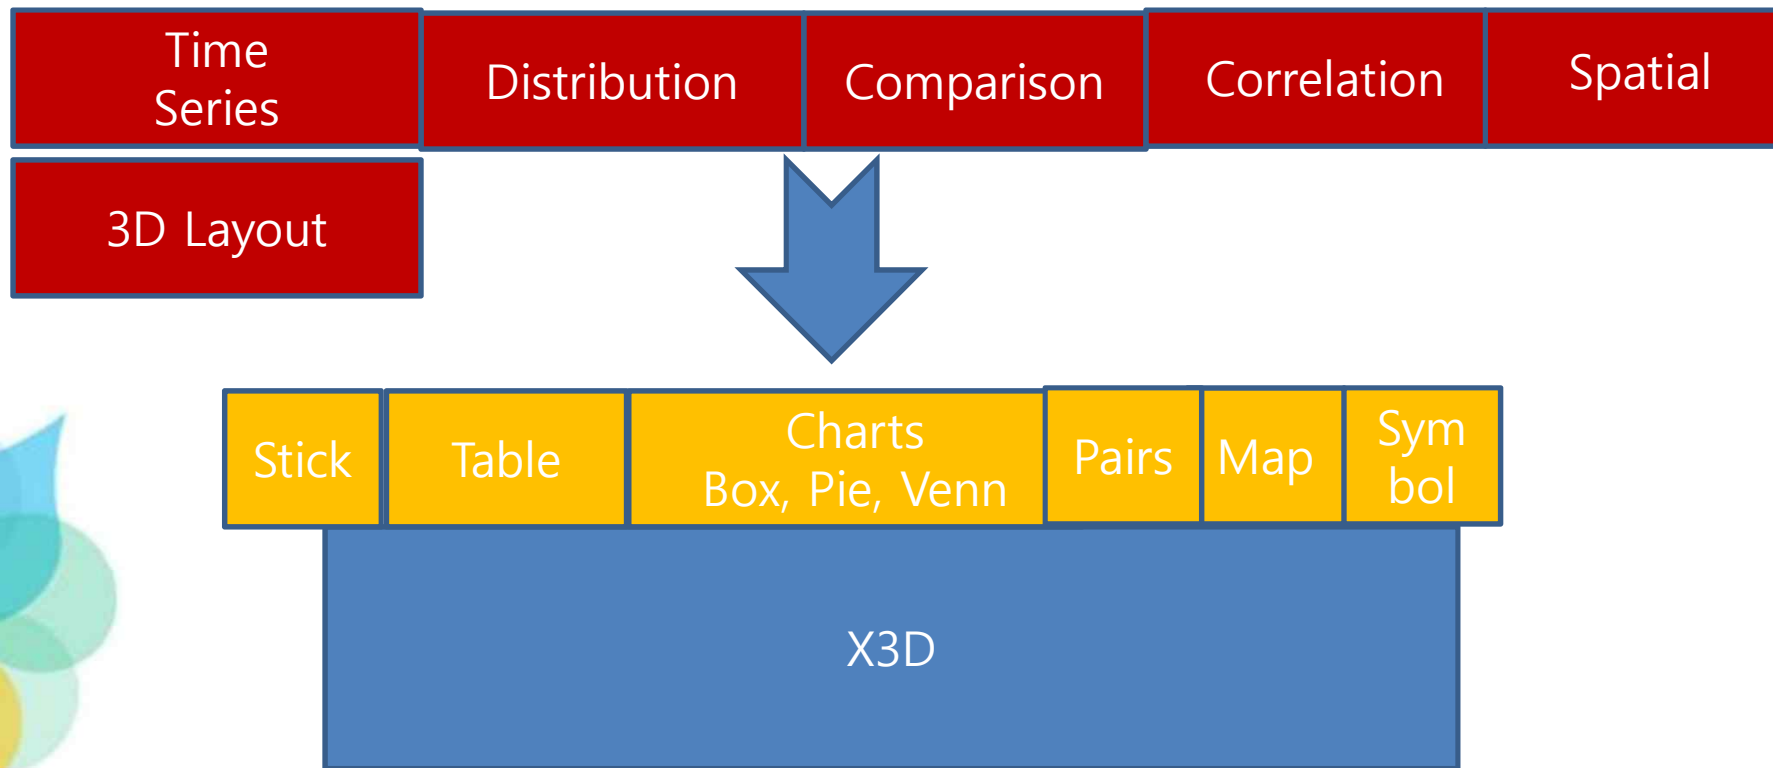 Time
Series
Distribution
Comparison
Correlation
Spatial
3D Layout
Stick
Table
Charts
Box, Pie, Venn
Pairs
Map
Sym
bol
X3D